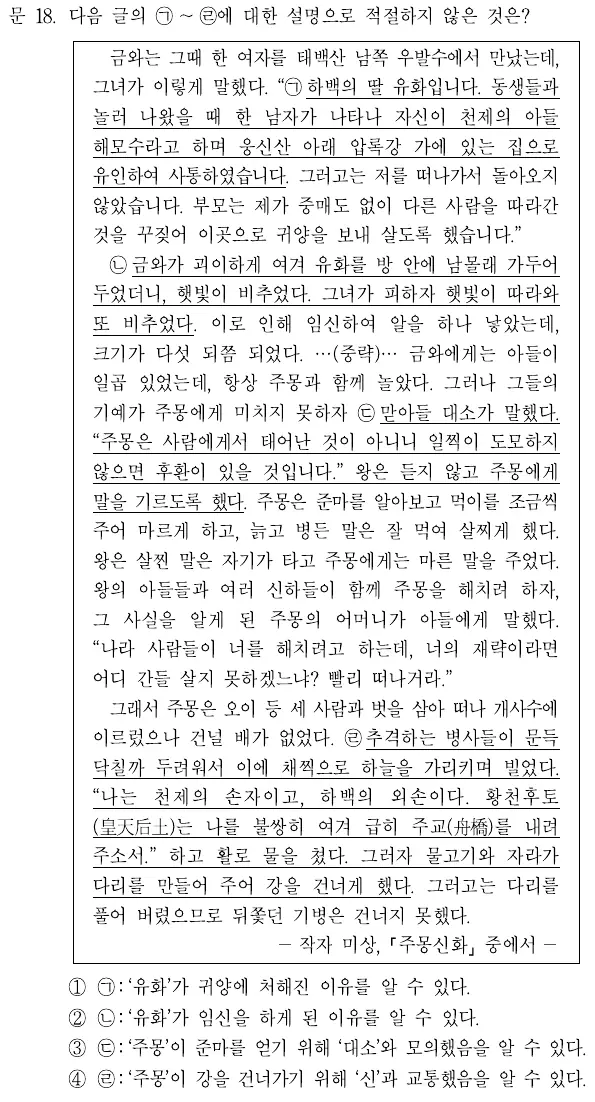 문 18. 다음 글의 ㉠ ~ ㉣에 대한 설명으로 적절하지 않은 것은?
금와는 그때 한 여자를 태백산 남쪽 우발수에서 만났는데,
그녀가 이렇게 말했다. “㉠ 하백의 딸 유화입니다. 동생들과
놀러 나왔을 때 한 남자가 나타나 자신이 천제의 아들
해모수라고 하며 웅신산 아래 압록강 가에 있는 집으로
유인하여 사통하였습니다. 그러고는 저를 떠나가서 돌아오지
않았습니다. 부모는 제가 중매도 없이 다른 사람을 따라간
것을 꾸짖어 이곳으로 귀양을 보내 살도록 했습니다.”
㉡ 금와가 괴이하게 여겨 유화를 방 안에 남몰래 가두어
두었더니, 햇빛이 비추었다. 그녀가 피하자 햇빛이 따라와
또 비추었다. 이로 인해 임신하여 알을 하나 낳았는데,
크기가 다섯 되쯤 되었다. …(중략)… 금와에게는 아들이
일곱 있었는데, 항상 주몽과 함께 놀았다. 그러나 그들의
기예가 주몽에게 미치지 못하자 ㉢ 맏아들 대소가 말했다.
“주몽은 사람에게서 태어난 것이 아니니 일찍이 도모하지
않으면 후환이 있을 것입니다.” 왕은 듣지 않고 주몽에게
말을 기르도록 했다. 주몽은 준마를 알아보고 먹이를 조금씩
주어 마르게 하고, 늙고 병든 말은 잘 먹여 살찌게 했다.
왕은 살찐 말은 자기가 타고 주몽에게는 마른 말을 주었다.
왕의 아들들과 여러 신하들이 함께 주몽을 해치려 하자,
그 사실을 알게 된 주몽의 어머니가 아들에게 말했다.
“나라 사람들이 너를 해치려고 하는데, 너의 재략이라면
어디 간들 살지 못하겠느냐? 빨리 떠나거라.”
그래서 주몽은 오이 등 세 사람과 벗을 삼아 떠나 개사수에
이르렀으나 건널 배가 없었다. ㉣ 추격하는 병사들이 문득
닥칠까 두려워서 이에 채찍으로 하늘을 가리키며 빌었다.
“나는 천제의 손자이고, 하백의 외손이다. 황천후토
(皇天后土)는 나를 불쌍히 여겨 급히 주교(舟橋)를 내려
주소서.” 하고 활로 물을 쳤다. 그러자 물고기와 자라가
다리를 만들어 주어 강을 건너게 했다. 그러고는 다리를
풀어 버렸으므로 뒤쫓던 기병은 건너지 못했다.
– 작자 미상, 「주몽신화」 중에서 –
① ㉠: ‘유화’가 귀양에 처해진 이유를 알 수 있다.
② ㉡: ‘유화’가 임신을 하게 된 이유를 알 수 있다.
③ ㉢: ‘주몽’이 준마를 얻기 위해 ‘대소’와 모의했음을 알 수 있다.
④ ㉣: ‘주몽’이 강을 건너가기 위해 ‘신’과 교통했음을 알 수 있다.